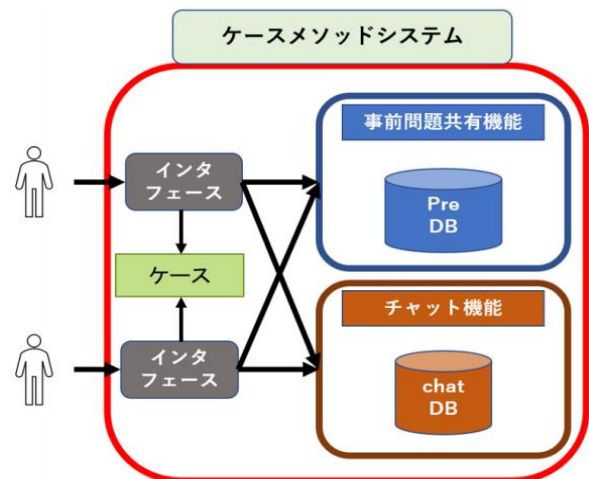 ケースメソッドシステム
事前問題共有機能
インタ
フェース
Pre
DB
ケース
チャット機能
インタ
フェース
chat
DB